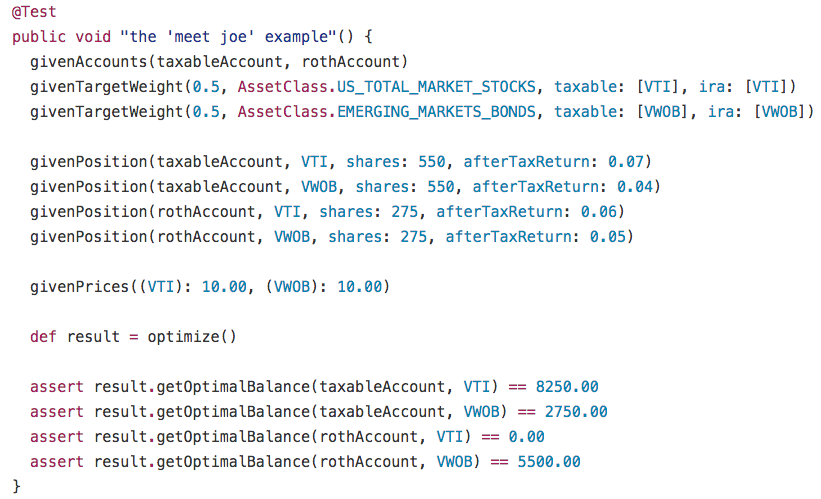 @Test
public void "the 'meet joe' example"() {
  givenAccounts(taxableAccount, rothAccount)
  givenTargetWeight(0.5, AssetClass.US_TOTAL_MARKET_STOCKS, taxable: [VTI], ira: [VTI])
  givenTargetWeight(0.5, AssetClass.EMERGING_MARKETS_BONDS, taxable: [VWOB], ira: [VWOB])

  givenPosition(taxableAccount, VTI, shares: 550, afterTaxReturn: 0.07)
  givenPosition(taxableAccount, VWOB, shares: 550, afterTaxReturn: 0.04)
  givenPosition(rothAccount, VTI, shares: 275, afterTaxReturn: 0.06)
  givenPosition(rothAccount, VWOB, shares: 275, afterTaxReturn: 0.05)

  givenPrices((VTI): 10.00, (VWOB): 10.00)

  def result = optimize()

  assert result.getOptimalBalance(taxableAccount, VTI) == 8250.00
  assert result.getOptimalBalance(taxableAccount, VWOB) == 2750.00
  assert result.getOptimalBalance(rothAccount, VTI) == 0.00
  assert result.getOptimalBalance(rothAccount, VWOB) == 5500.00
}